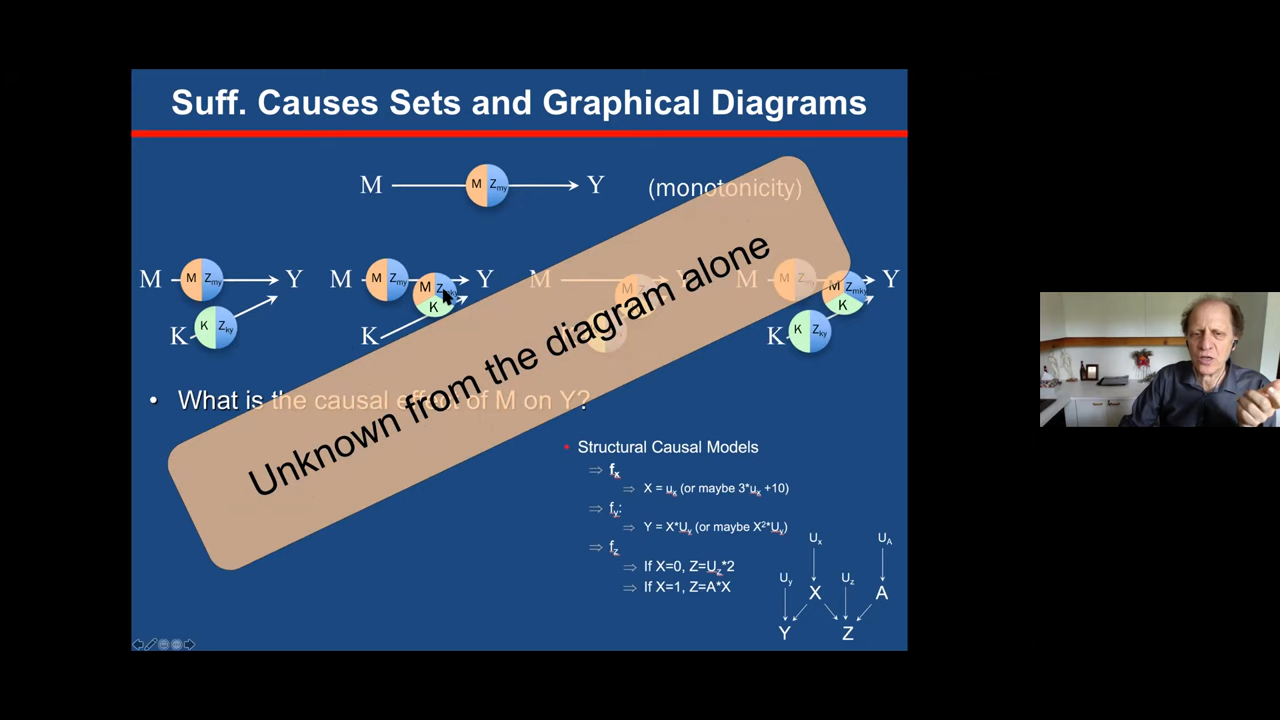 Suff. Causes Sets and Graphical Diagrams
M M Zmy Y (monotonicity)
M M Zmy Y M M Zmy M Zmky Y M M Zmky Y
K K Zky K K K K Zky K
• What is the causal effect of M on Y?
Unknown from the diagram alone
• Structural Causal Models
⇒ fx
⇒ X = ux (or maybe 3*ux +10)
⇒ fy:
⇒ Y = X*Uy (or maybe X²*Uy)
⇒ fz
⇒ If X=0, Z=Uz*2
⇒ If X=1, Z=A*X
Ux UA
Uy Uz
X A
Y Z